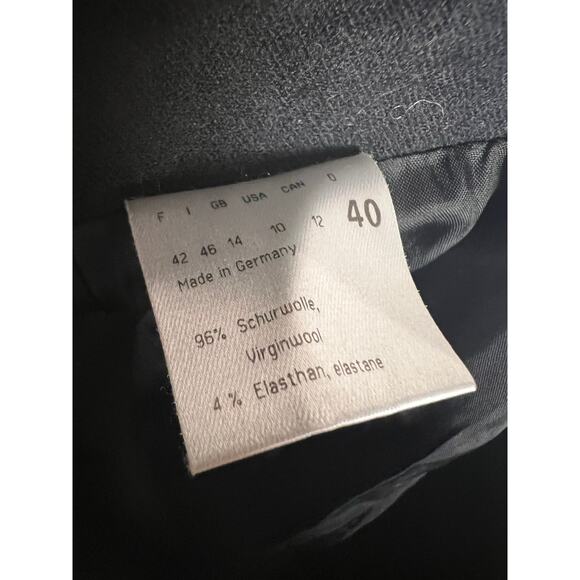 F I GB USA CAN D
42 46 14 10 12 40
Made in Germany
96% Schurwolle,
Virginwool
4 % Elasthan, elastane